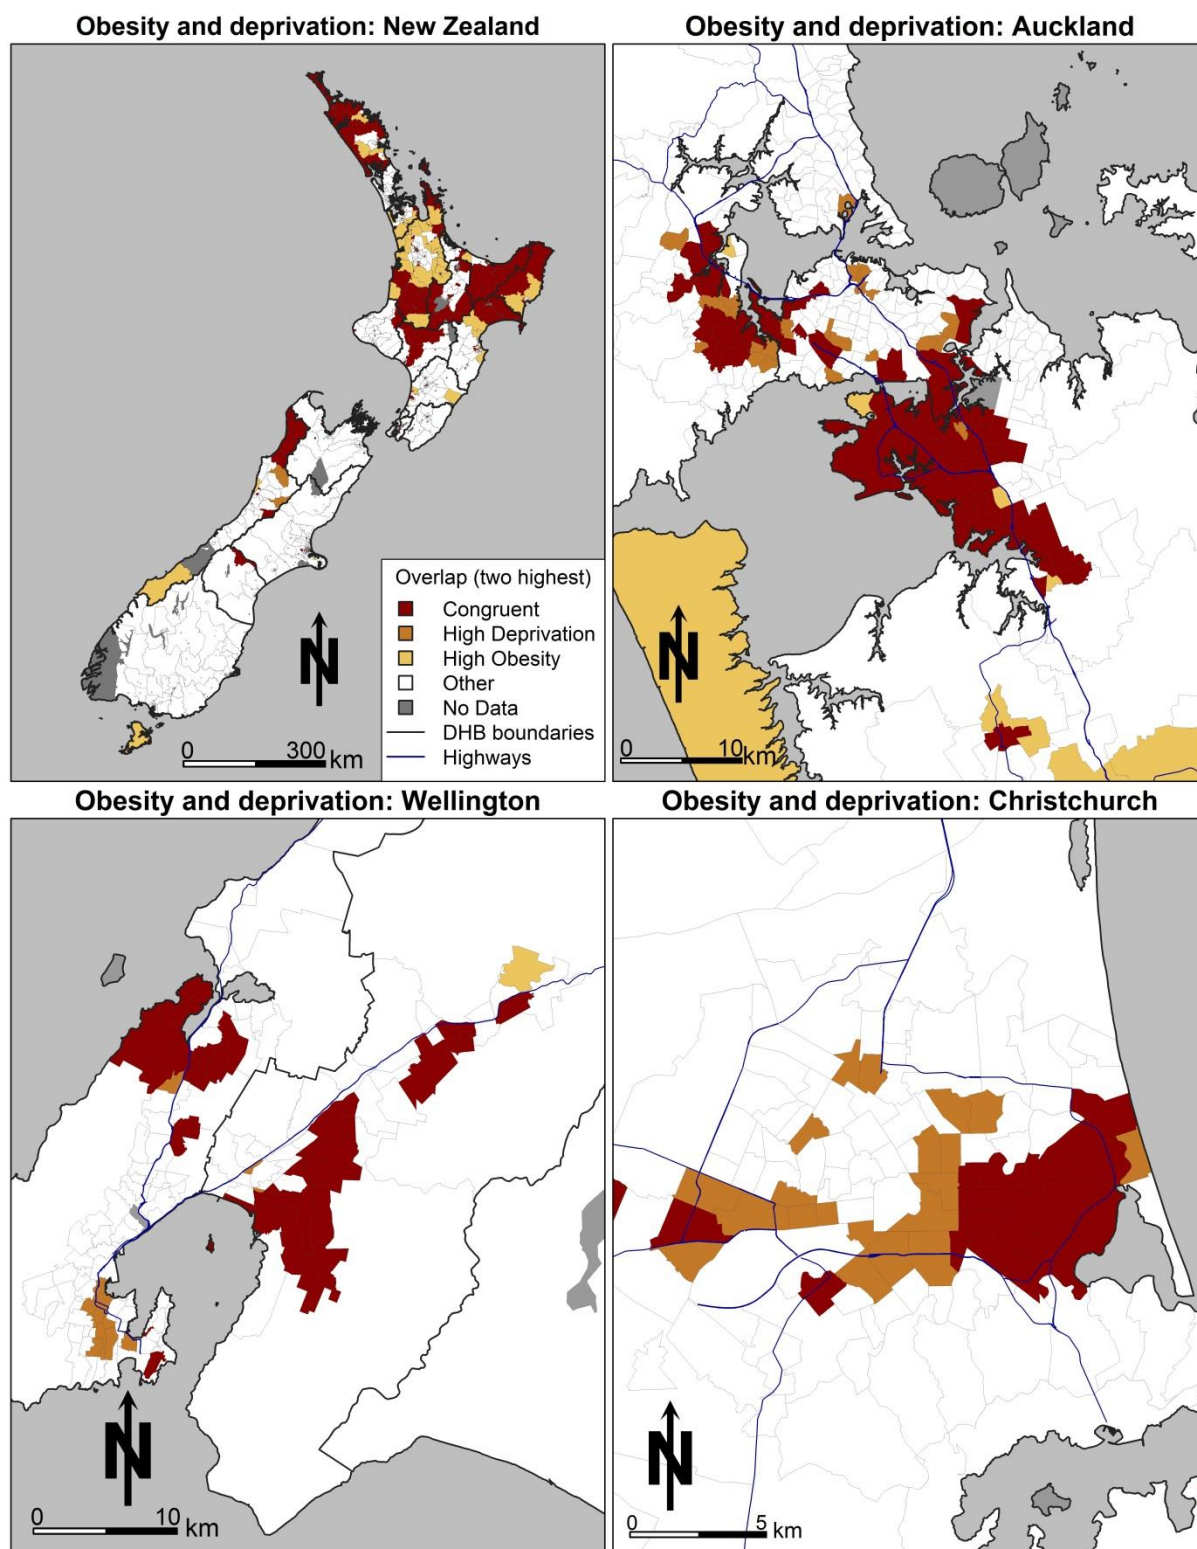 Obesity and deprivation: New Zealand
Overlap (two highest)
Congruent
High Deprivation
High Obesity
Other
No Data
DHB boundaries
Highways
N
0 300 km
Obesity and deprivation: Auckland
N
0 10 km
Obesity and deprivation: Wellington
N
0 10 km
Obesity and deprivation: Christchurch
N
0 5 km